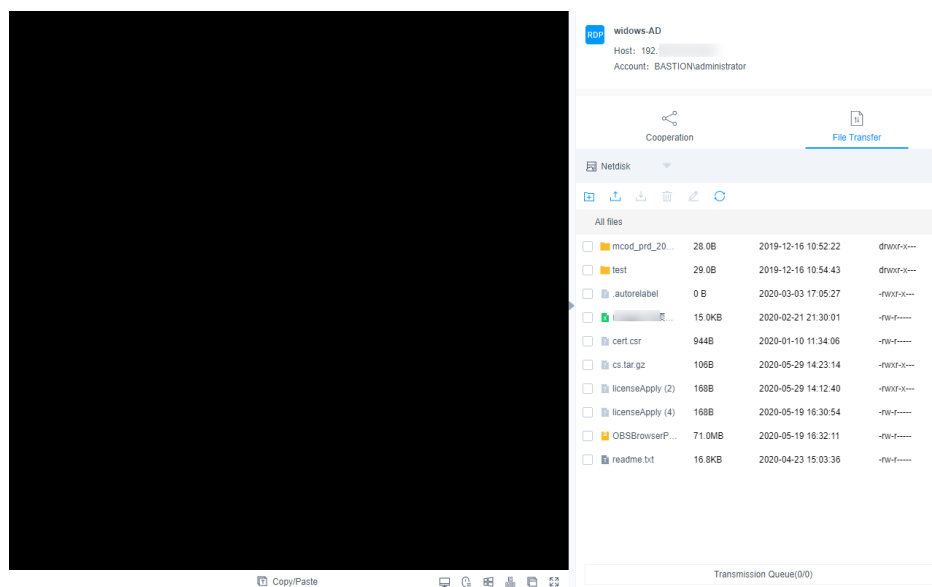 RDP
widows-AD
Host: 192.
Account: BASTION\administrator
Cooperation
File Transfer
Netdisk
All files
mcod_prd_20... 28.0B 2019-12-16 10:52:22 drwxr-x---
test 29.0B 2019-12-16 10:54:43 drwxr-x---
.autorelabel 0 B 2020-03-03 17:05:27 -rwxr-x---
... 15.0KB 2020-02-21 21:30:01 -rw-r-----
cert.csr 944B 2020-01-10 11:34:06 -rw-r-----
cs.tar.gz 106B 2020-05-29 14:23:14 -rwxr-x---
licenseApply (2) 168B 2020-05-29 14:12:40 -rwxr-x---
licenseApply (4) 168B 2020-05-19 16:30:54 -rw-r-----
OBSBrowserP... 71.0MB 2020-05-19 16:32:11 -rw-r-----
readme.txt 16.8KB 2020-04-23 15:03:36 -rw-r-----
Copy/Paste
Transmission Queue(0/0)